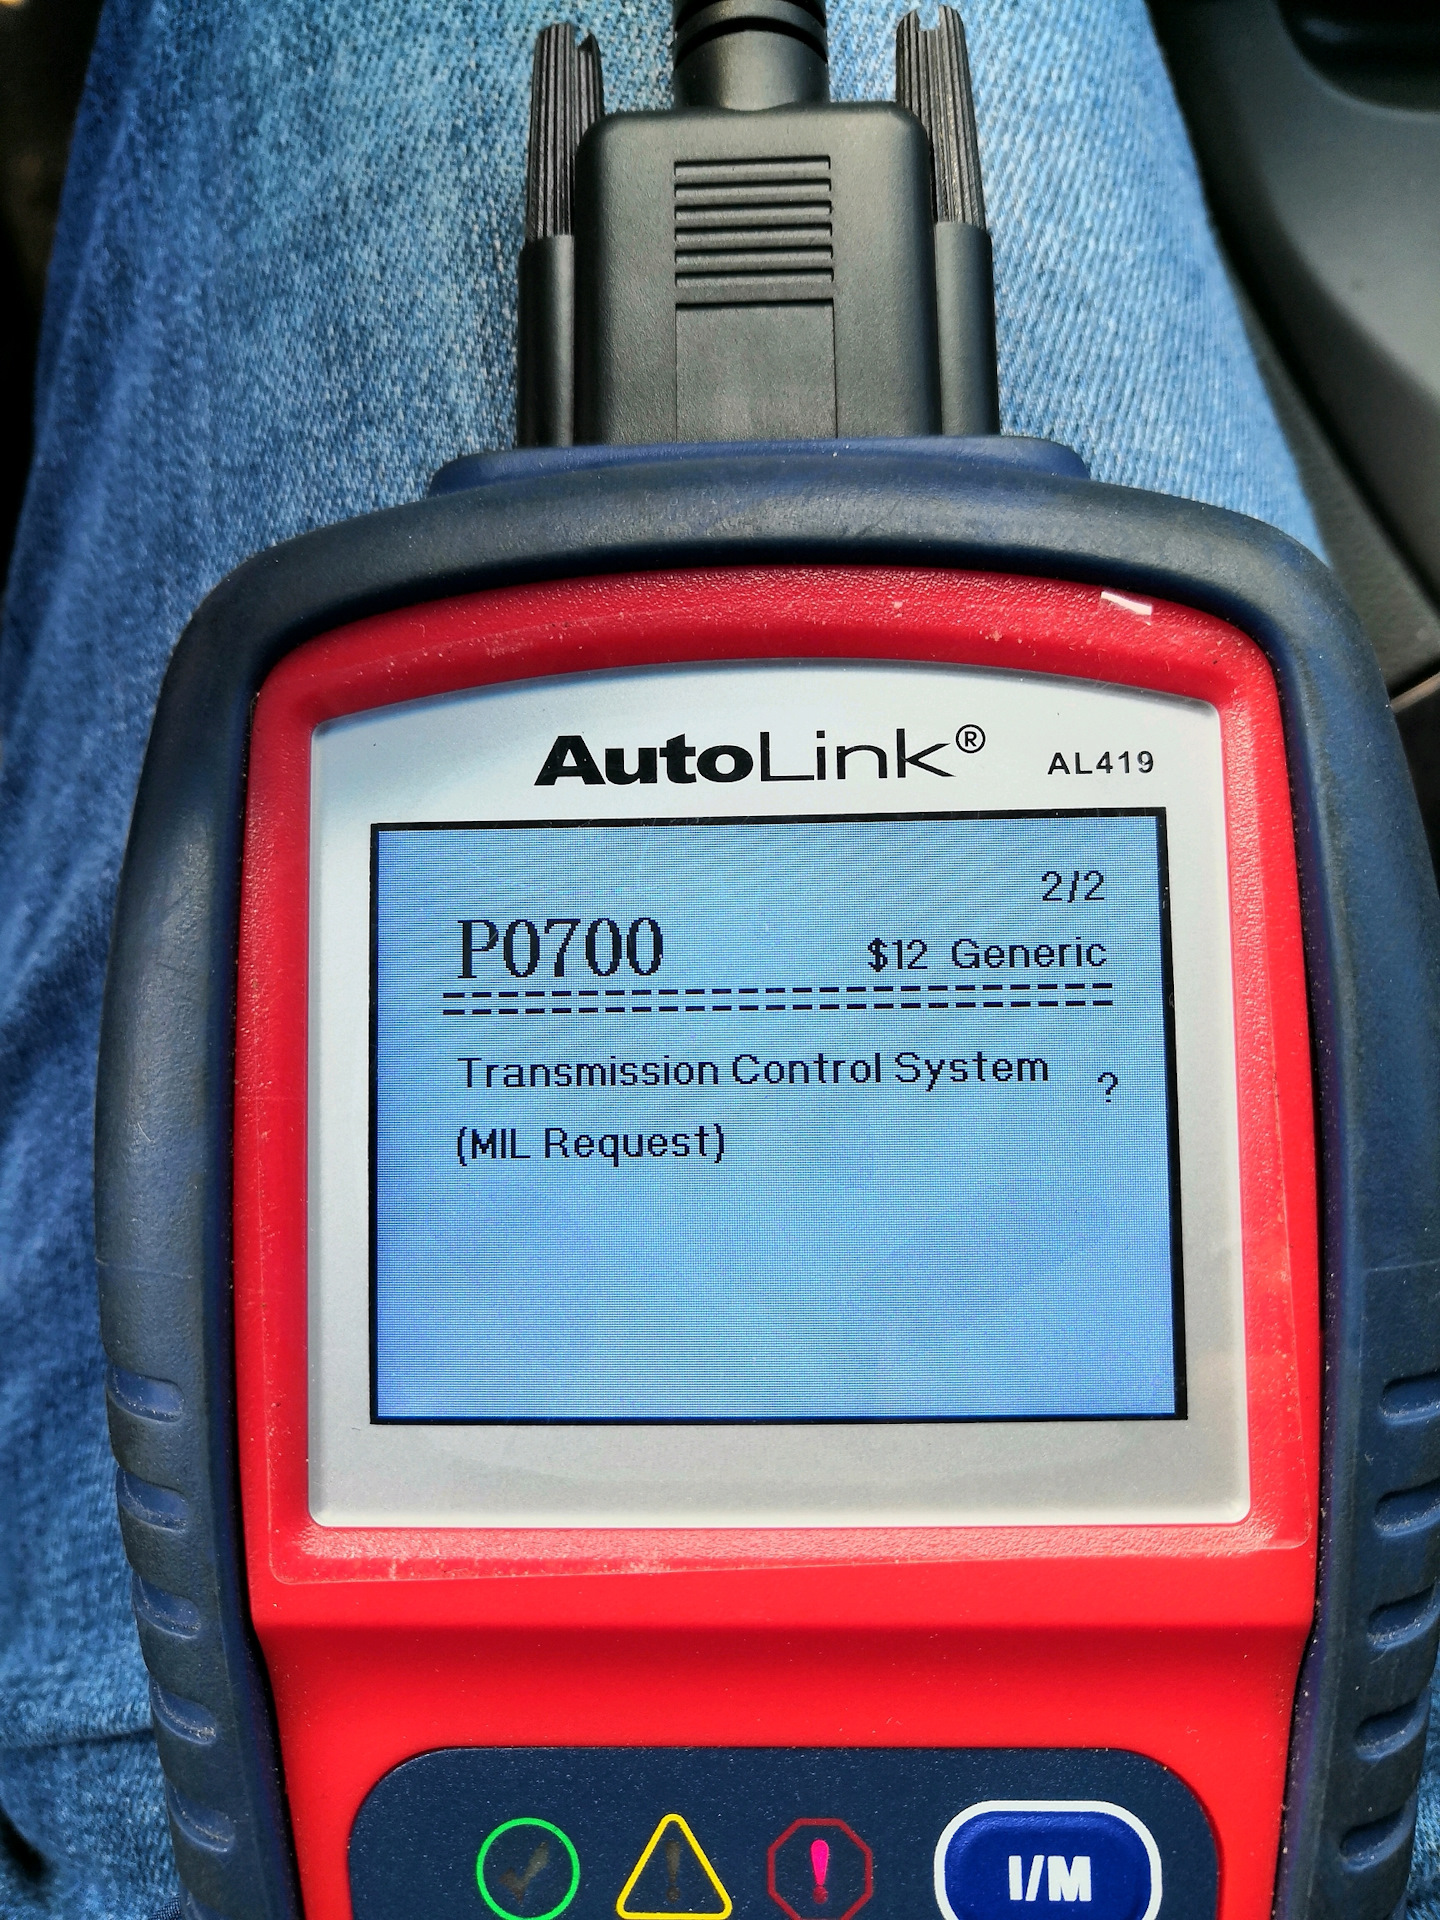 AutoLink® AL419
2/2
P0700 $12 Generic
Transmission Control System ?
(MIL Request)
I/M